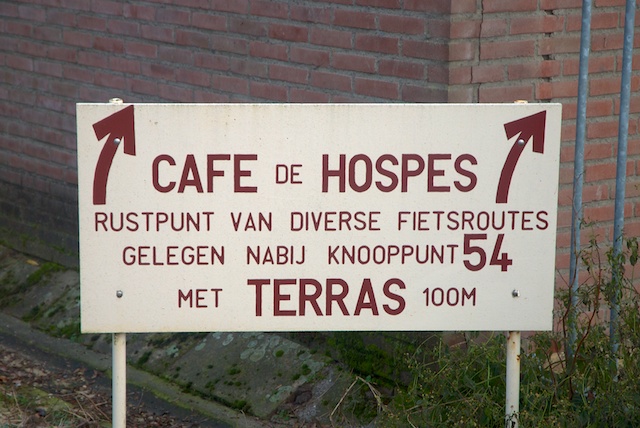 CAFE DE HOSPES
RUSTPUNT VAN DIVERSE FIETSROUTES
GELEGEN NABIJ KNOOPPUNT 54
MET TERRAS 100M